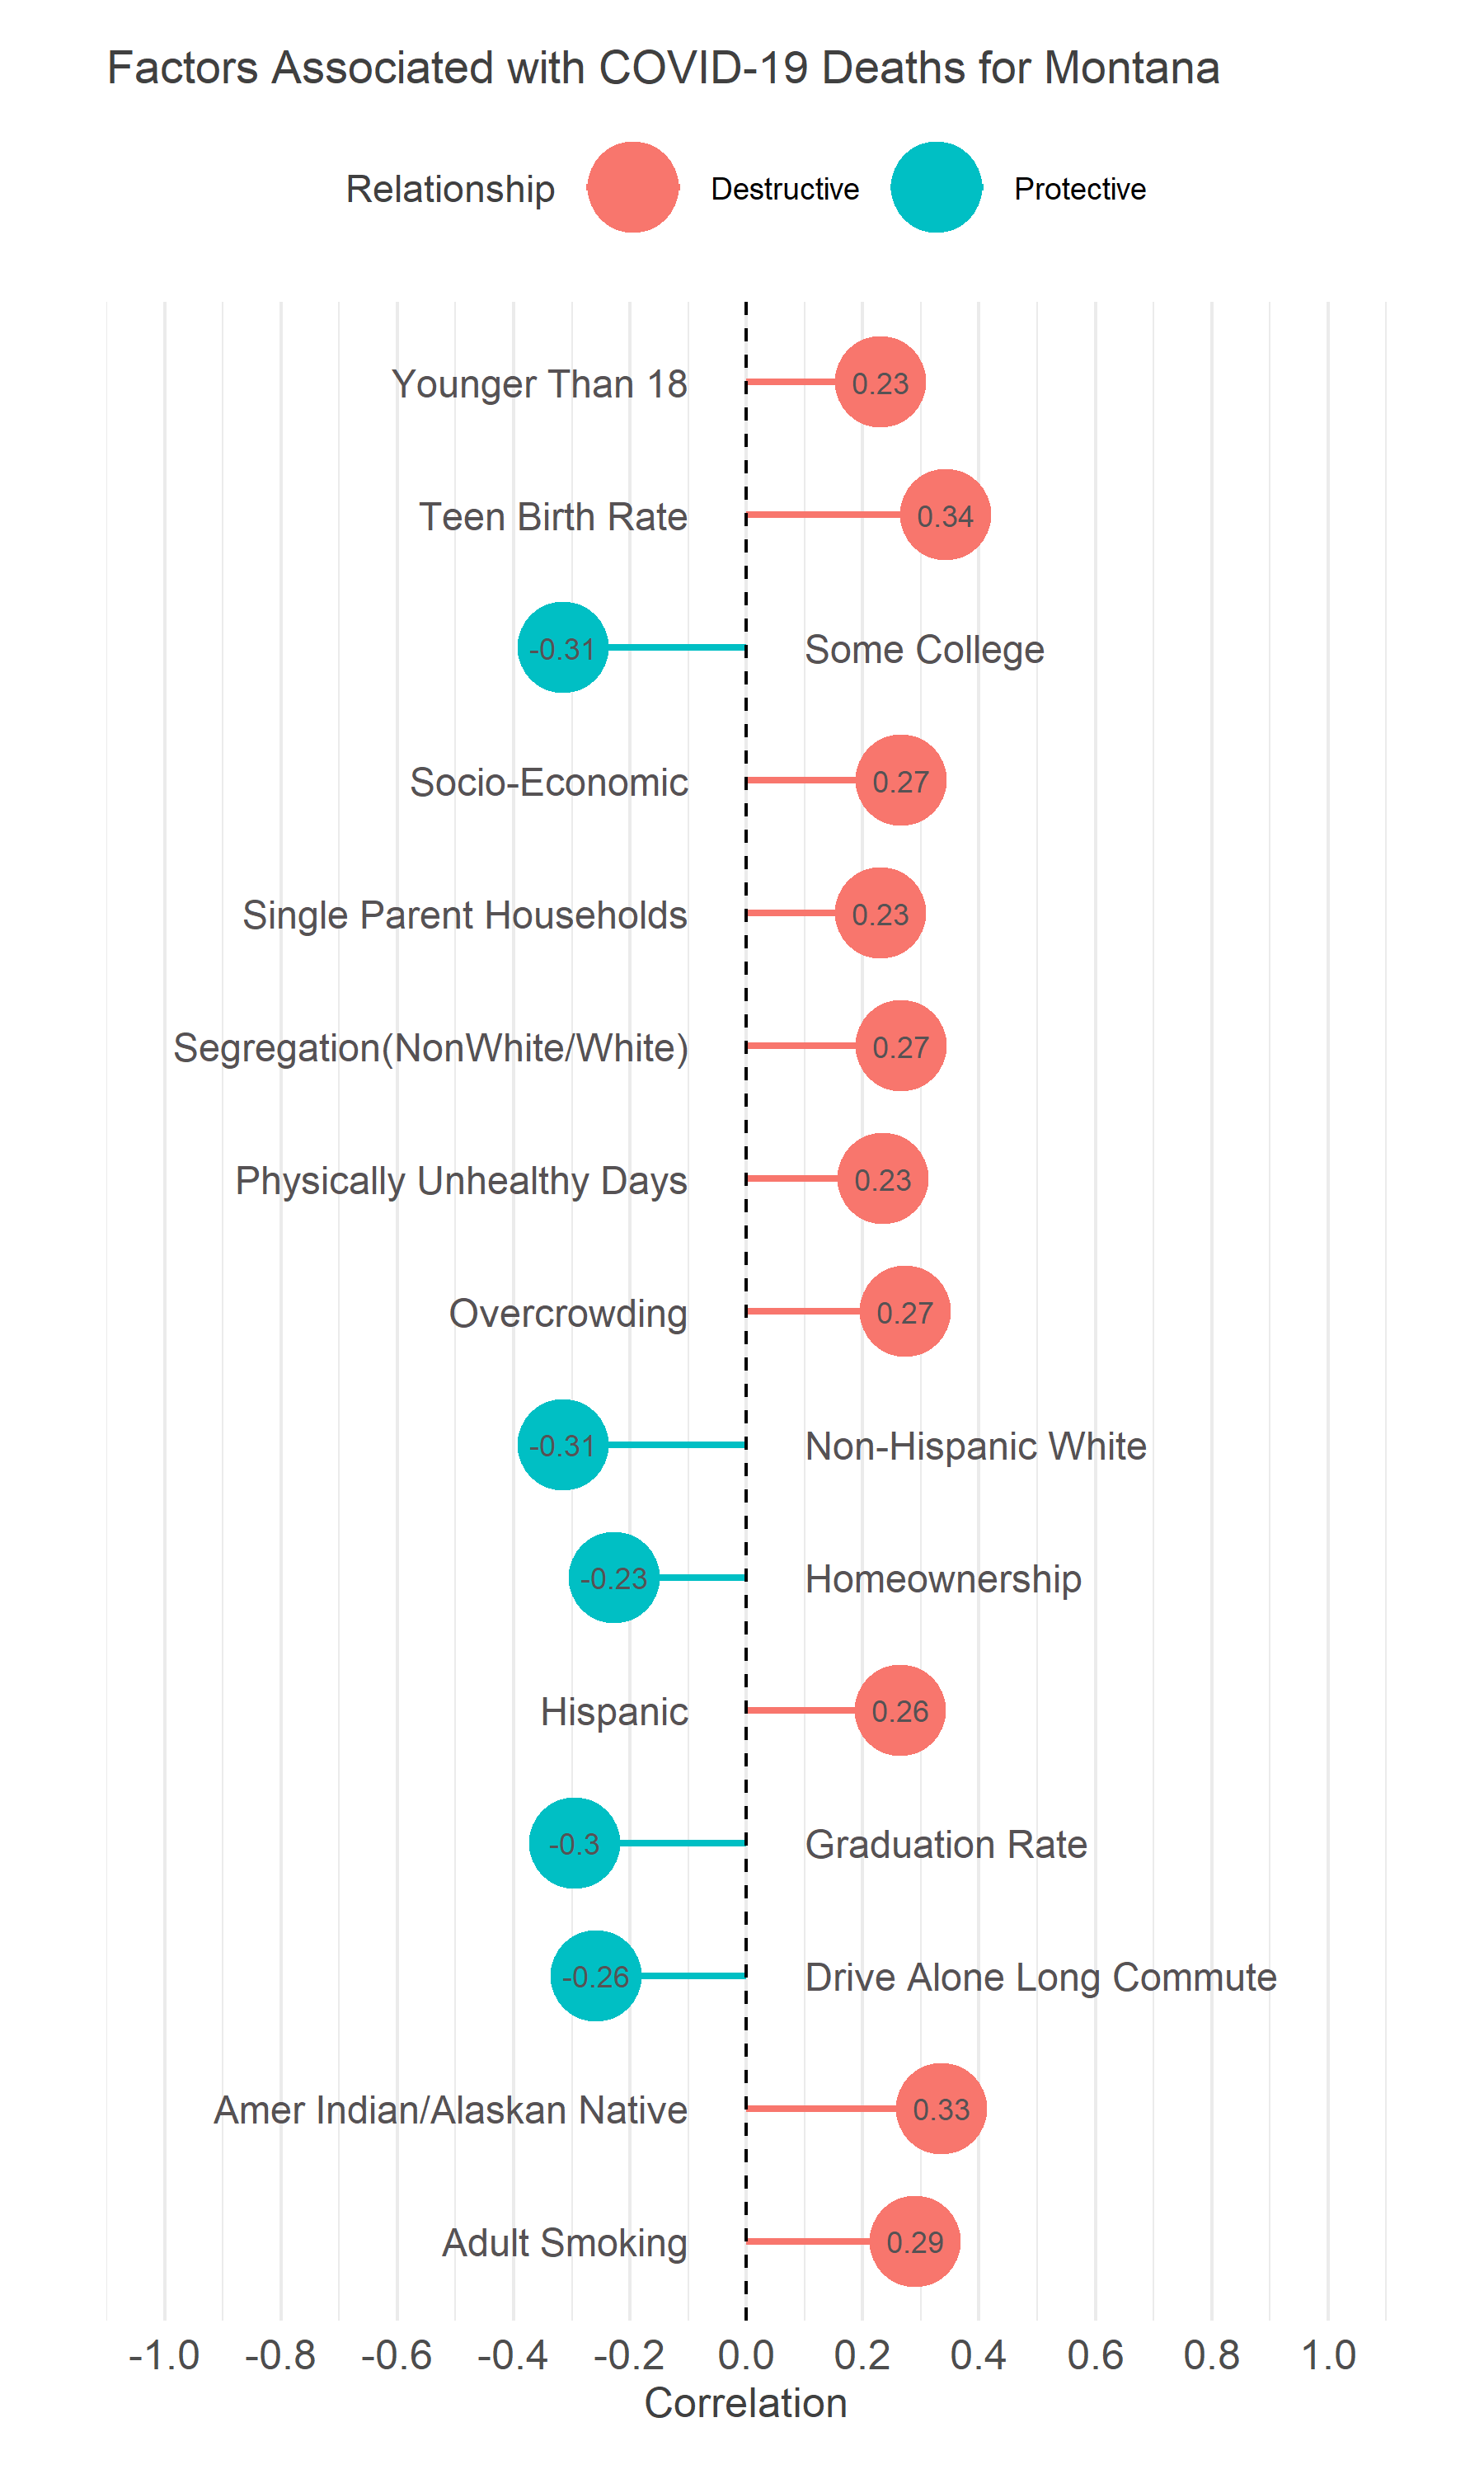 Factors Associated with COVID-19 Deaths for Montana
Relationship Destructive Protective
Younger Than 18 0.23
Teen Birth Rate 0.34
-0.31 Some College
Socio-Economic 0.27
Single Parent Households 0.23
Segregation(NonWhite/White) 0.27
Physically Unhealthy Days 0.23
Overcrowding 0.27
-0.31 Non-Hispanic White
-0.23 Homeownership
Hispanic 0.26
-0.3 Graduation Rate
-0.26 Drive Alone Long Commute
Amer Indian/Alaskan Native 0.33
Adult Smoking 0.29
-1.0 -0.8 -0.6 -0.4 -0.2 0.0 0.2 0.4 0.6 0.8 1.0
Correlation